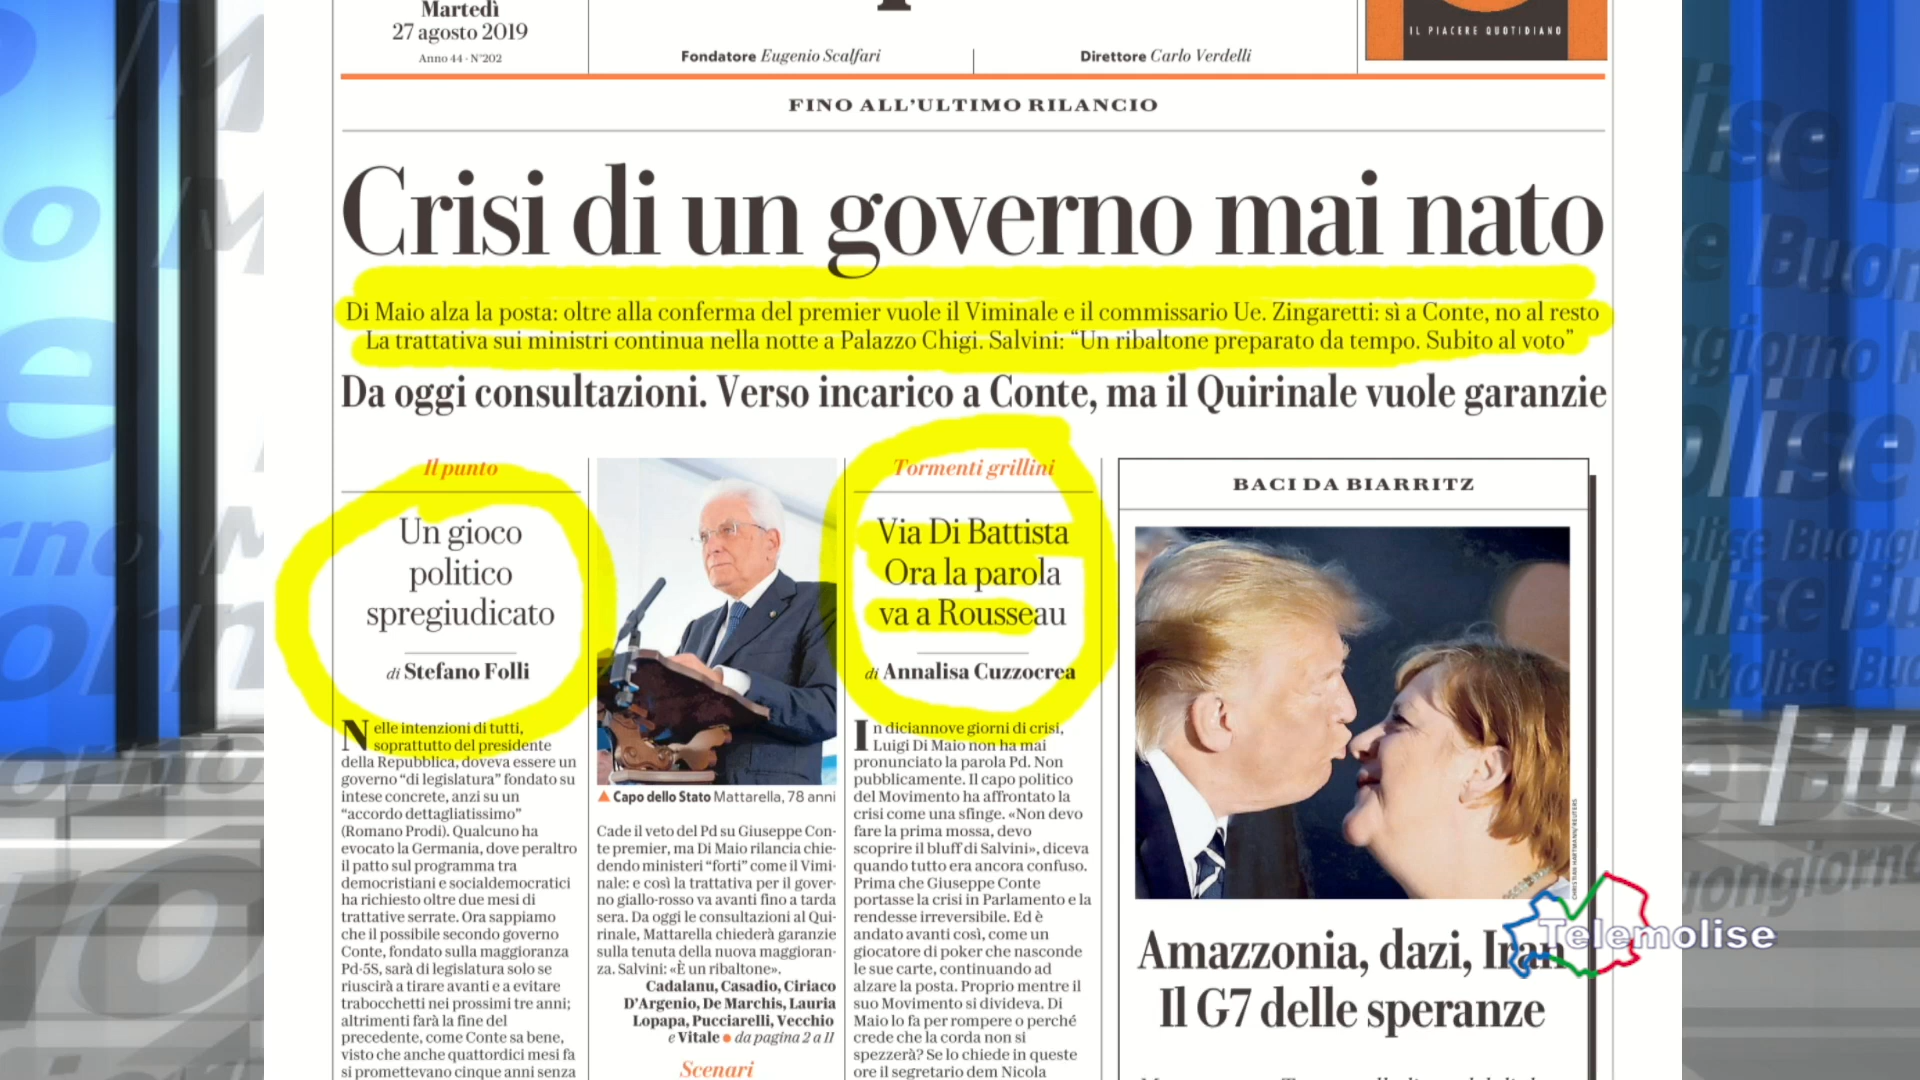 Martedì
27 agosto 2019
Anno 44 - N°202
Fondatore Eugenio Scalfari
Direttore Carlo Verdelli
IL PIACERE QUOTIDIANO
FINO ALL'ULTIMO RILANCIO
Crisi di un governo mai nato
Di Maio alza la posta: oltre alla conferma del premier vuole il Viminale e il commissario Ue. Zingaretti: sì a Conte, no al resto
La trattativa sui ministri continua nella notte a Palazzo Chigi. Salvini: “Un ribaltone preparato da tempo. Subito al voto”
Da oggi consultazioni. Verso incarico a Conte, ma il Quirinale vuole garanzie
Il punto
Un gioco
politico
spregiudicato
di Stefano Folli
Nelle intenzioni di tutti,
soprattutto del presidente
della Repubblica, doveva essere un
governo “di legislatura” fondato su
intese concrete, anzi su un
“accordo dettagliatissimo”
(Romano Prodi). Qualcuno ha
evocato la Germania, dove peraltro
il patto sul programma tra
democristiani e socialdemocratici
ha richiesto oltre due mesi di
trattative serrate. Ora sappiamo
che il possibile secondo governo
Conte, fondato sulla maggioranza
Pd-5S, sarà di legislatura solo se
riuscirà a tirare avanti e a evitare
trabocchetti nei prossimi tre anni;
altrimenti farà la fine del
precedente, come Conte sa bene,
visto che anche quattordici mesi fa
si promettevano cinque anni senza
Capo dello Stato Mattarella, 78 anni
Cade il veto del Pd su Giuseppe Con-
te premier, ma Di Maio rilancia chie-
dendo ministeri “forti” come il Vimi-
nale: e così la trattativa per il gover-
no giallo-rosso va avanti fino a tarda
sera. Da oggi le consultazioni al Qui-
rinale, Mattarella chiederà garanzie
sulla tenuta della nuova maggioran-
za. Salvini: «È un ribaltone».
Cadalanu, Casadio, Ciriaco
D'Argenio, De Marchis, Lauria
Lopapa, Pucciarelli, Vecchio
e Vitale ● da pagina 2 a 11
Scenari
Tormenti grillini
Via Di Battista
Ora la parola
va a Rousseau
di Annalisa Cuzzocrea
In diciannove giorni di crisi,
Luigi Di Maio non ha mai
pronunciato la parola Pd. Non
pubblicamente. Il capo politico
del Movimento ha affrontato la
crisi come una sfinge. «Non devo
fare la prima mossa, devo
scoprire il bluff di Salvini», diceva
quando tutto era ancora confuso.
Prima che Giuseppe Conte
portasse la crisi in Parlamento e la
rendesse irreversibile. Ed è
andato avanti così, come un
giocatore di poker che nasconde
le sue carte, continuando ad
alzare la posta. Proprio mentre il
suo Movimento si divideva. Di
Maio lo fa per rompere o perché
crede che la corda non si
spezzerà? Se lo chiede in queste
ore il segretario dem Nicola
BACI DA BIARRITZ
CHRISTIAN HARTMANN/REUTERS
Amazzonia, dazi, Iran
Il G7 delle speranze
Telemolise